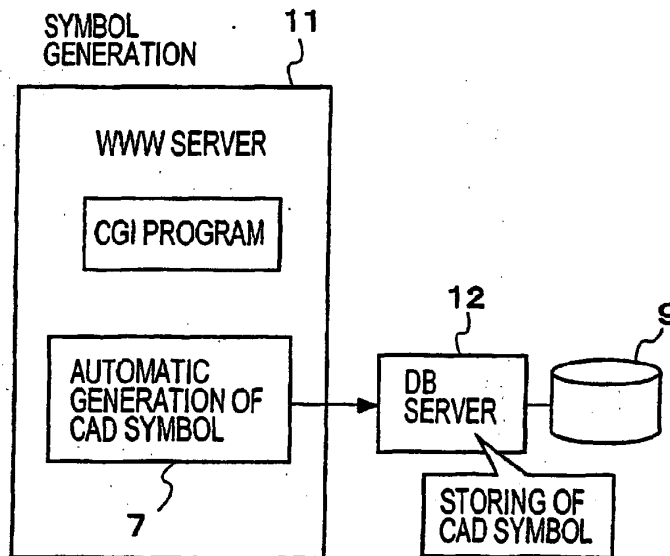 SYMBOL
GENERATION
11
WWW SERVER
CGI PROGRAM
AUTOMATIC
GENERATION OF
CAD SYMBOL
7
12
DB
SERVER
9
STORING OF
CAD SYMBOL